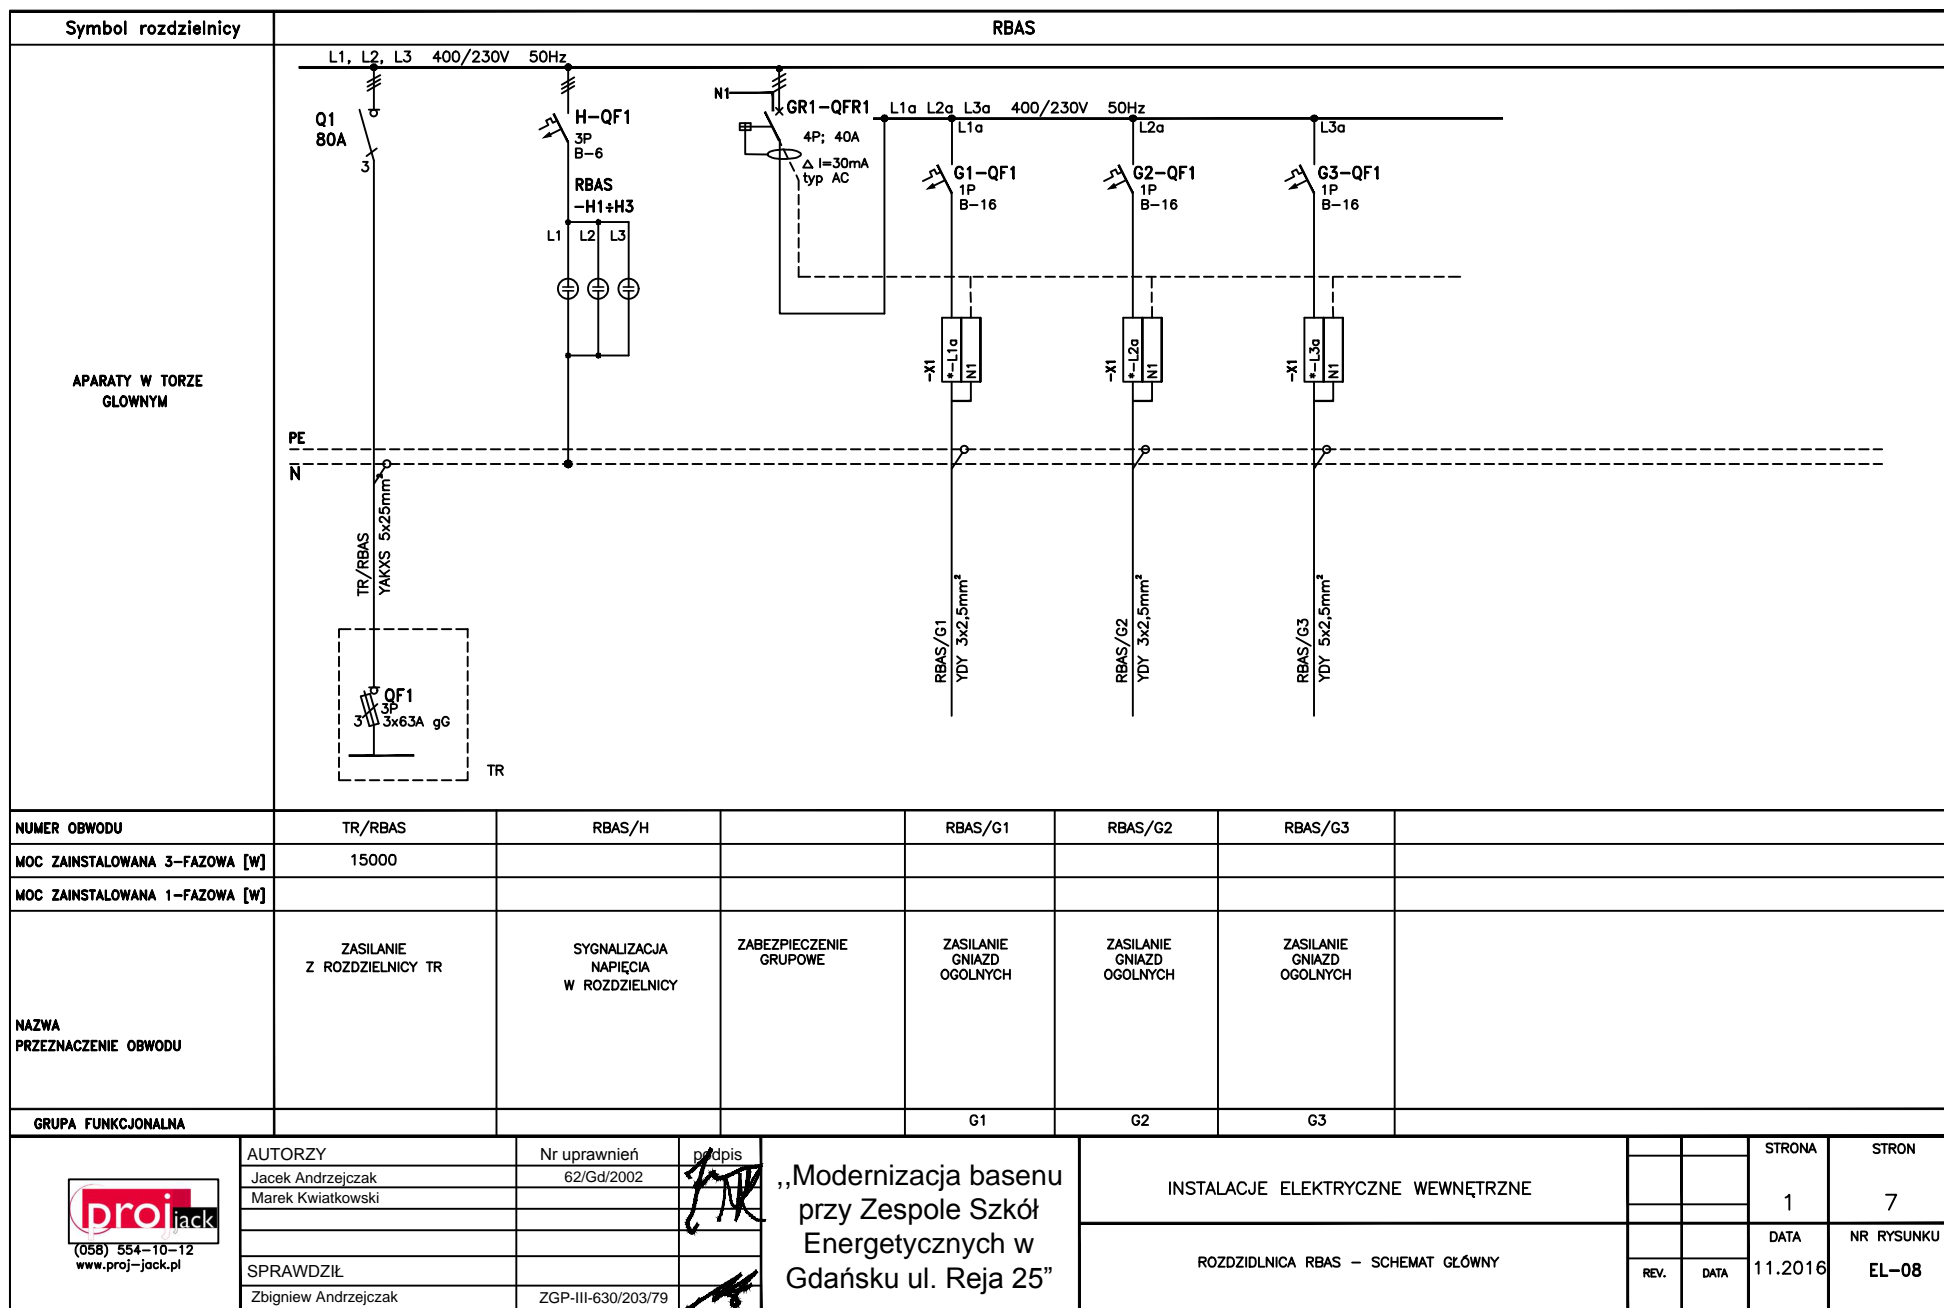 Symbol rozdzielnicy
RBAS
L1, L2, L3 400/230V 50Hz
Q1
80A
3
H-QF1
3P
B-6
RBAS
-H1÷H3
L1 L2 L3
N1
GR1-QFR1
4P; 40A
△ I=30mA
typ AC
L1a L2a L3a 400/230V 50Hz
L1a
L2a
L3a
G1-QF1
1P
B-16
G2-QF1
1P
B-16
G3-QF1
1P
B-16
-X1
*-L1a
N1
-X1
*-L2a
N1
-X1
*-L3a
N1
APARATY W TORZE
GLOWNYM
PE
N
TR/RBAS
YAKXS 5x25mm²
RBAS/G1
YDY 3x2,5mm²
RBAS/G2
YDY 3x2,5mm²
RBAS/G3
YDY 5x2,5mm²
QF1
3P
3 3x63A gG
TR
NUMER OBWODU TR/RBAS RBAS/H RBAS/G1 RBAS/G2 RBAS/G3
MOC ZAINSTALOWANA 3-FAZOWA [W] 15000
MOC ZAINSTALOWANA 1-FAZOWA [W]
NAZWA
PRZEZNACZENIE OBWODU
ZASILANIE
Z ROZDZIELNICY TR
SYGNALIZACJA
NAPIĘCIA
W ROZDZIELNICY
ZABEZPIECZENIE
GRUPOWE
ZASILANIE
GNIAZD
OGOLNYCH
ZASILANIE
GNIAZD
OGOLNYCH
ZASILANIE
GNIAZD
OGOLNYCH
GRUPA FUNKCJONALNA G1 G2 G3
proj jack
(058) 554-10-12
www.proj-jack.pl
AUTORZY Nr uprawnień podpis
Jacek Andrzejczak 62/Gd/2002
Marek Kwiatkowski
SPRAWDZIŁ
Zbigniew Andrzejczak ZGP-III-630/203/79
,,Modernizacja basenu
przy Zespole Szkół
Energetycznych w
Gdańsku ul. Reja 25”
INSTALACJE ELEKTRYCZNE WEWNĘTRZNE
ROZDZIDLNICA RBAS - SCHEMAT GŁÓWNY
REV. DATA
STRONA STRON
1 7
DATA NR RYSUNKU
11.2016 EL-08